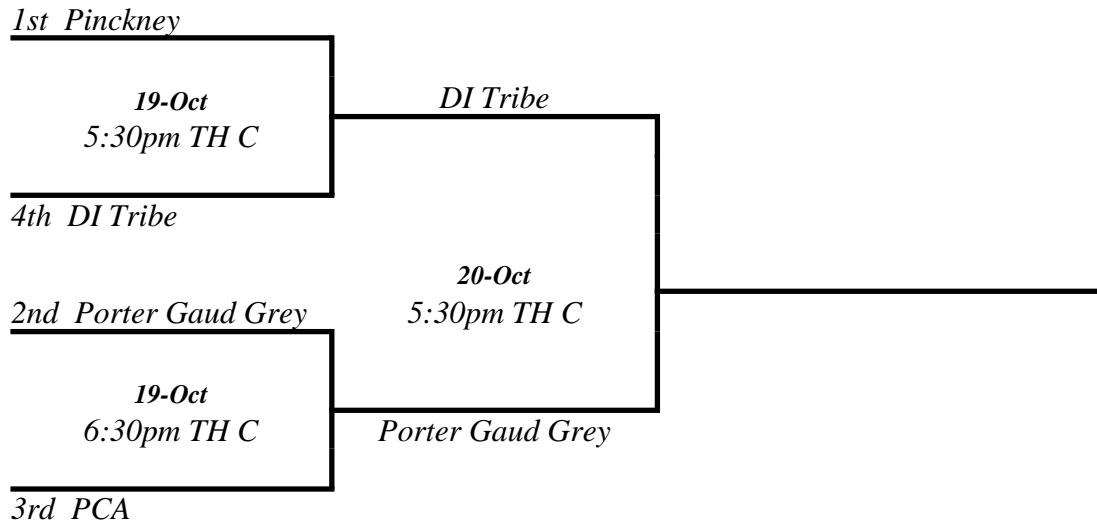 1st Pinckney
19-Oct
5:30pm TH C
4th DI Tribe
DI Tribe
2nd Porter Gaud Grey
19-Oct
6:30pm TH C
3rd PCA
20-Oct
5:30pm TH C
Porter Gaud Grey